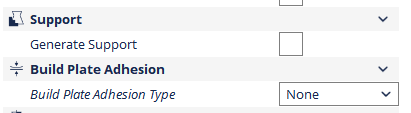 Support
Generate Support
Build Plate Adhesion
Build Plate Adhesion Type None